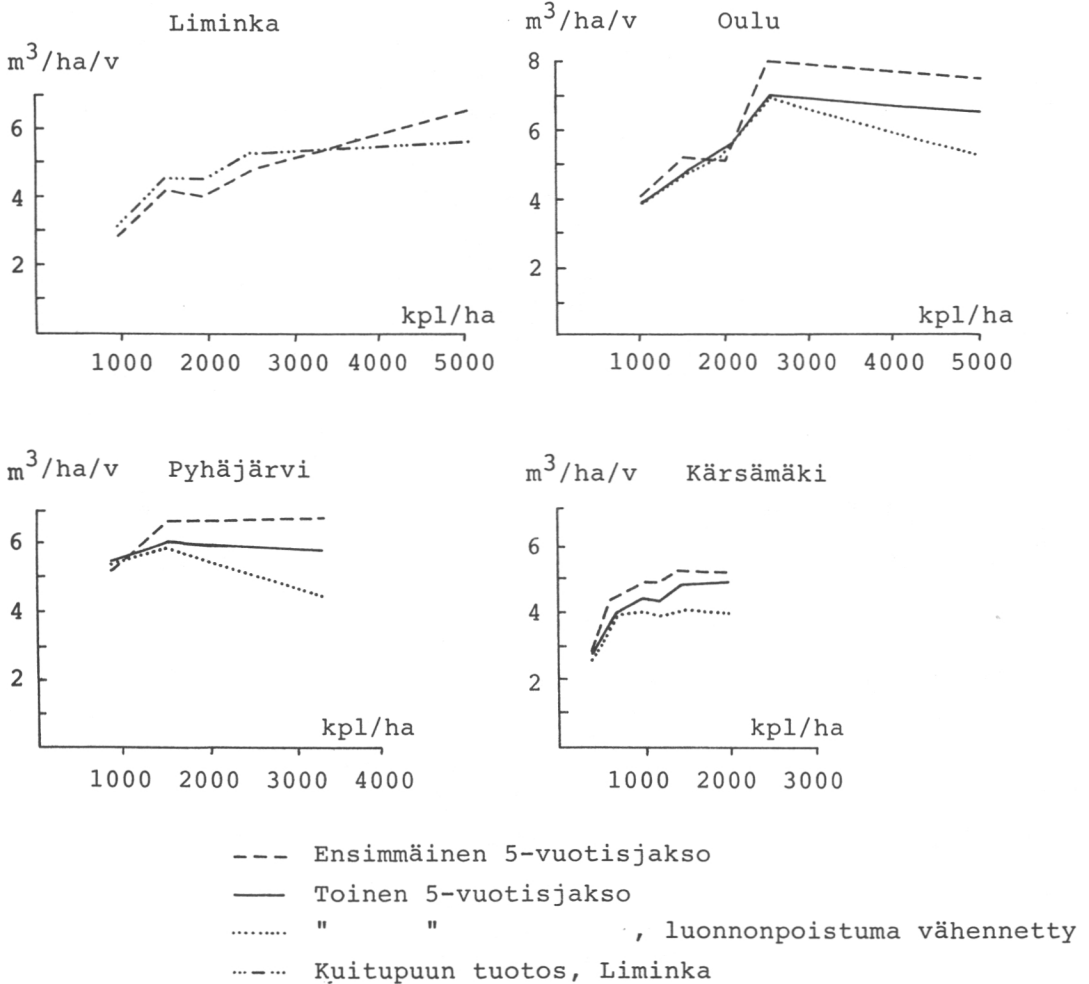 Liminka
m³/ha/v
6
4
2
kpl/ha
1000 2000 3000 4000 5000
m³/ha/v Oulu
8
6
4
2
kpl/ha
1000 2000 3000 4000 5000
m³/ha/v Pyhäjärvi
6
4
2
kpl/ha
1000 2000 3000 4000
m³/ha/v Kärsämäki
6
4
2
kpl/ha
1000 2000 3000
Ensimmäinen 5-vuotisjakso
Toinen 5-vuotisjakso
" " , luonnonpoistuma vähennetty
Kuitupuun tuotos, Liminka